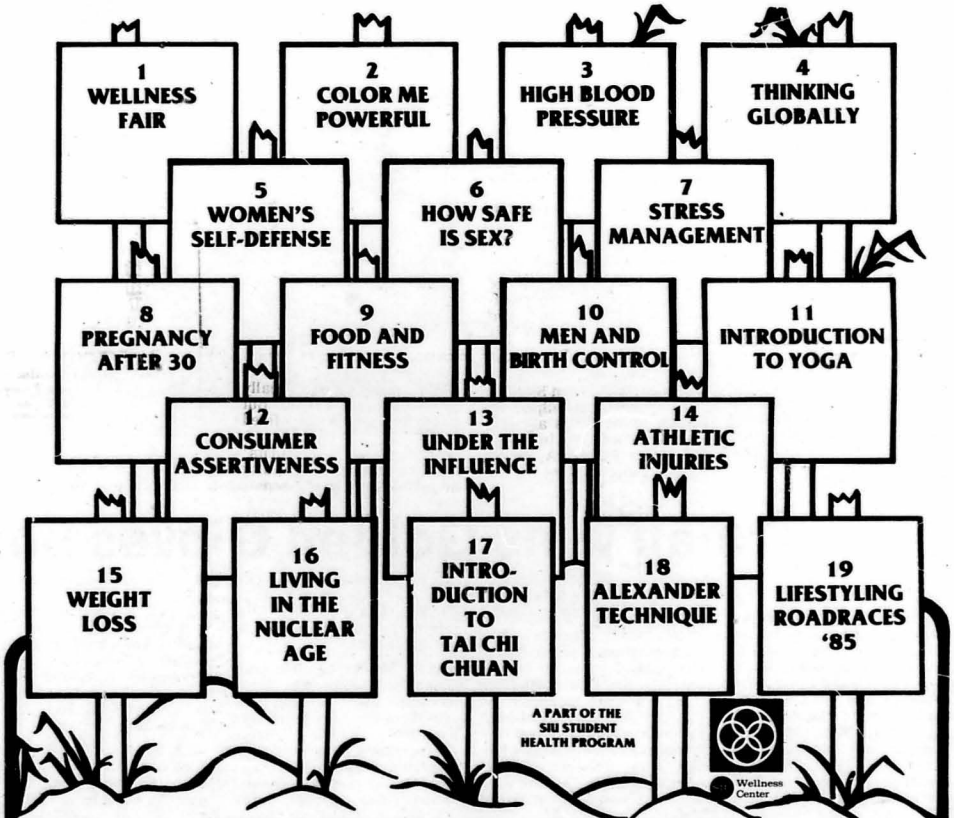 1
WELLNESS
FAIR
2
COLOR ME
POWERFUL
3
HIGH BLOOD
PRESSURE
4
THINKING
GLOBALLY
5
WOMEN'S
SELF-DEFENSE
6
HOW SAFE
IS SEX?
7
STRESS
MANAGEMENT
8
PREGNANCY
AFTER 30
9
FOOD AND
FITNESS
10
MEN AND
BIRTH CONTROL
11
INTRODUCTION
TO YOGA
12
CONSUMER
ASSERTIVENESS
13
UNDER THE
INFLUENCE
14
ATHLETIC
INJURIES
15
WEIGHT
LOSS
16
LIVING
IN THE
NUCLEAR
AGE
17
INTRO-
DUCTION
TO
TAI CHI
CHUAN
18
ALEXANDER
TECHNIQUE
19
LIFESTYLING
ROADRACES
'85
A PART OF THE
SIU STUDENT
HEALTH PROGRAM
Wellness
Center